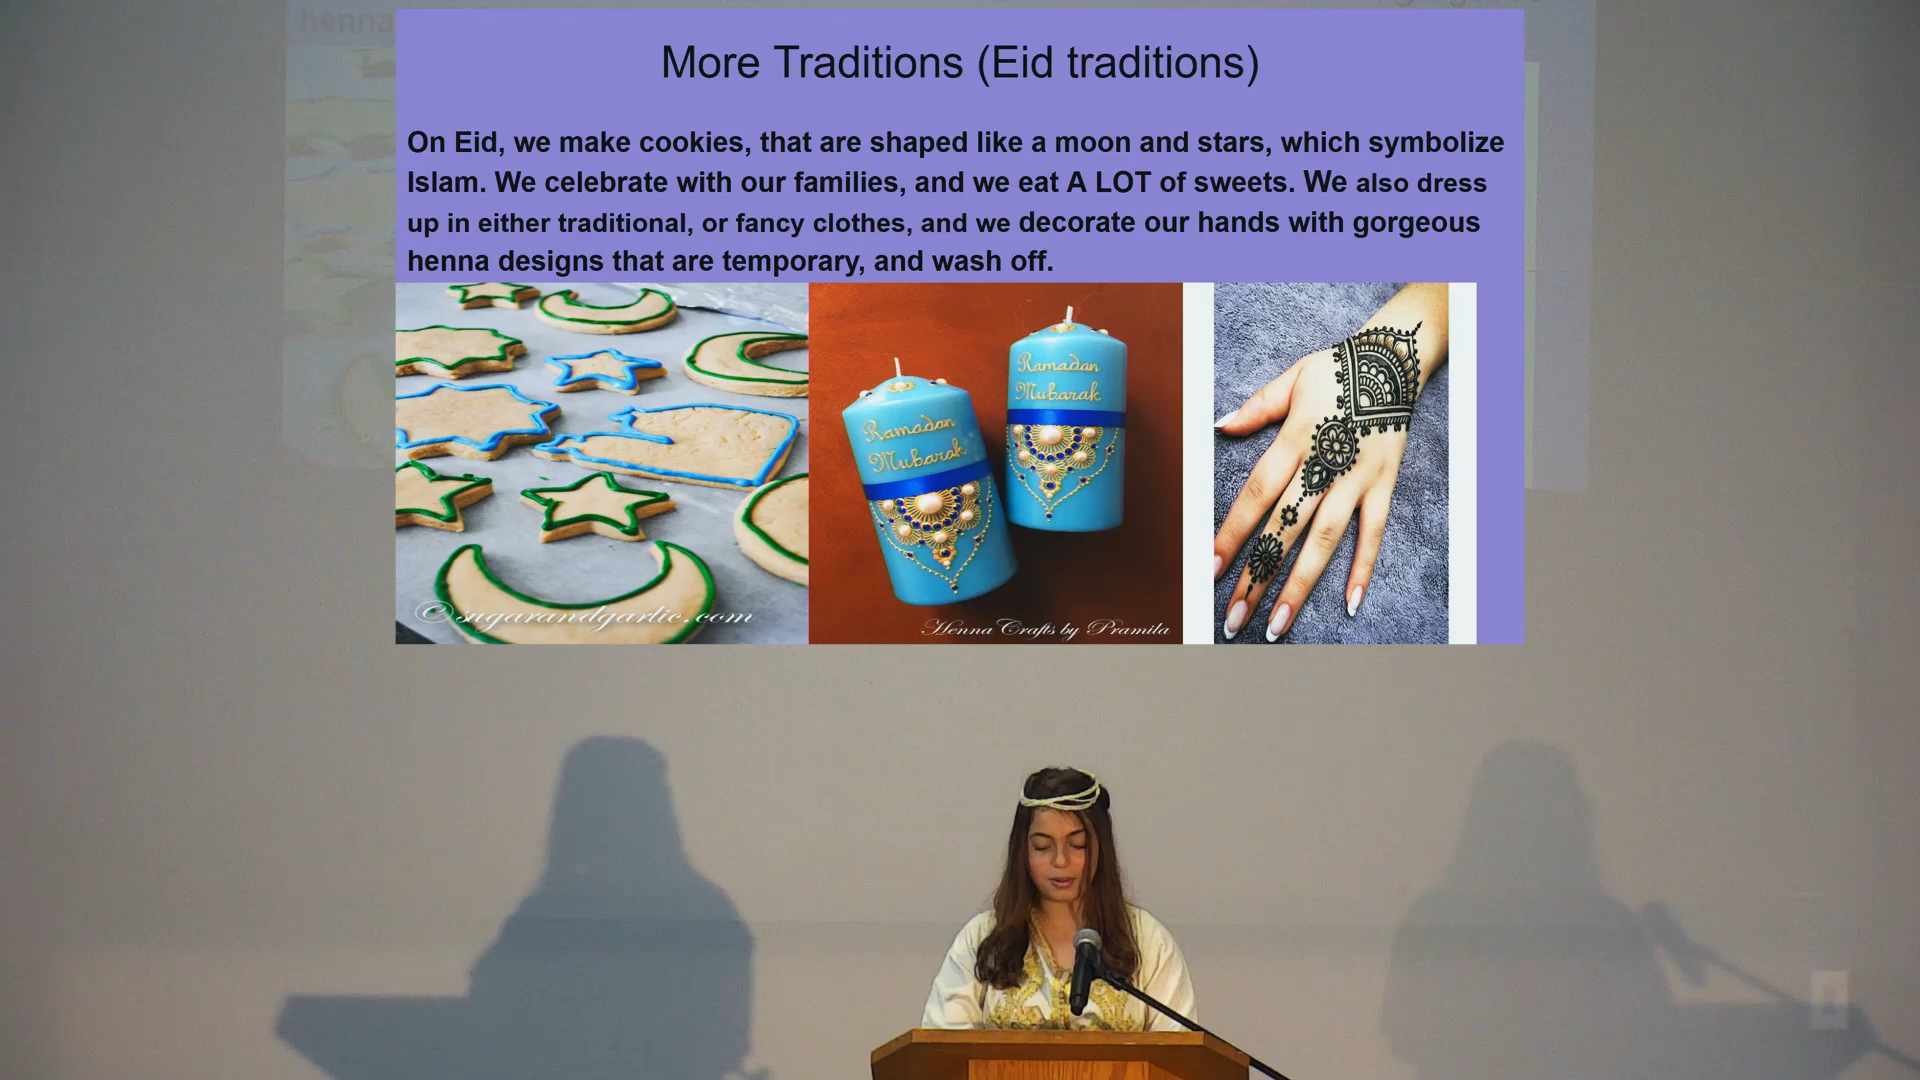 More Traditions (Eid traditions)
On Eid, we make cookies, that are shaped like a moon and stars, which symbolize
Islam. We celebrate with our families, and we eat A LOT of sweets. We also dress
up in either traditional, or fancy clothes, and we decorate our hands with gorgeous
henna designs that are temporary, and wash off.
Ramadan
Mubarak
Ramadan
Mubarak
©sugarandgarlic.com
Henna Crafts by Pramila
henna